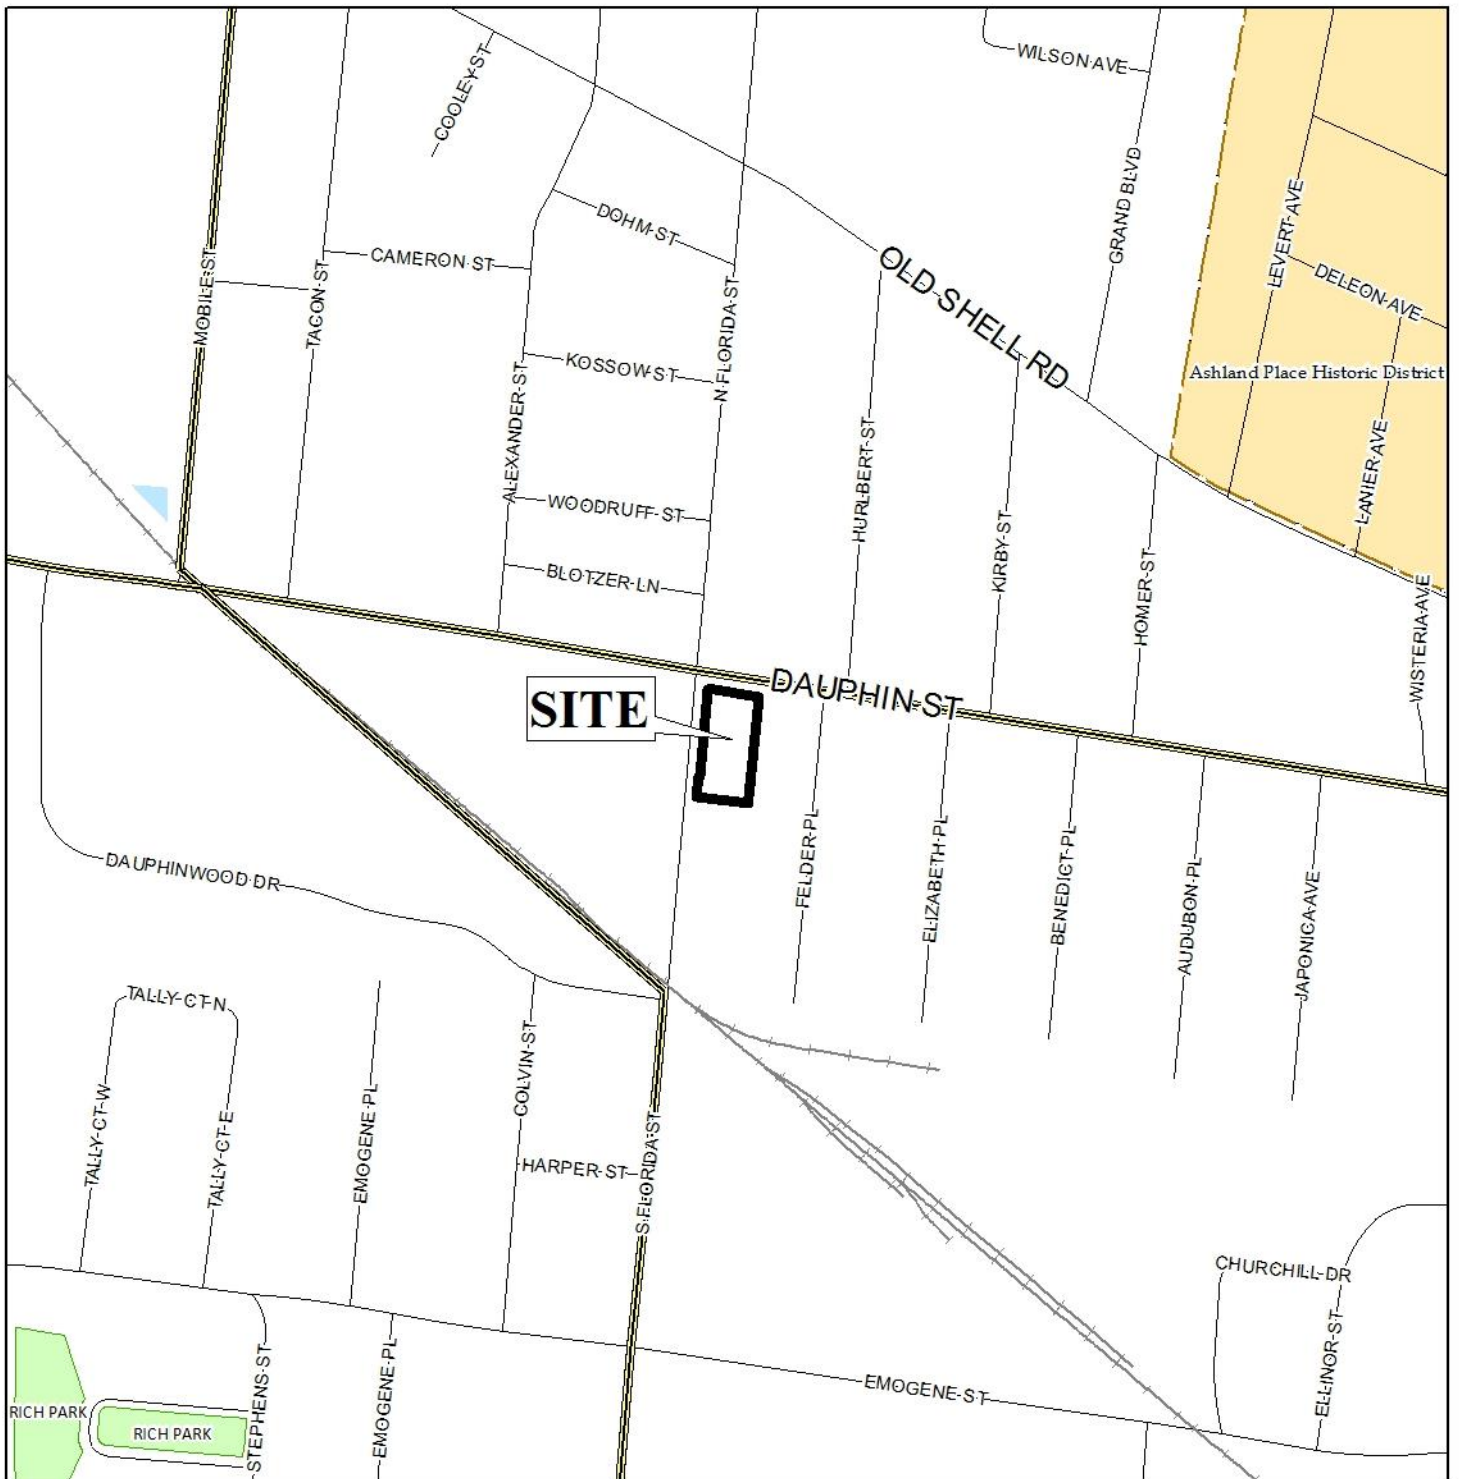 COOLEY ST
WILSON AVE
GRAND BLVD
DOHM ST
LEVERT AVE
CAMERON ST
MOBILE ST
TACON ST
OLD SHELL RD
DELEON AVE
N FLORIDA ST
KOSSOW ST
Ashland Place Historic District
ALEXANDER ST
HURLBERT ST
LANIER AVE
WOODRUFF ST
KIRBY ST
BLOTZER LN
HOMER ST
WISTERIA AVE
DAUPHIN ST
SITE
FELDER PL
ELIZABETH PL
BENEDICT PL
AUDUBON PL
JAPONICA AVE
DAUPHINWOOD DR
TALLY CT N
COLVIN ST
TALLY CT W
TALLY CT E
EMOGENE PL
HARPER ST
S FLORIDA ST
CHURCHILL DR
ELLINOR ST
EMOGENE ST
STEPHENS ST
EMOGENE PL
RICH PARK
RICH PARK